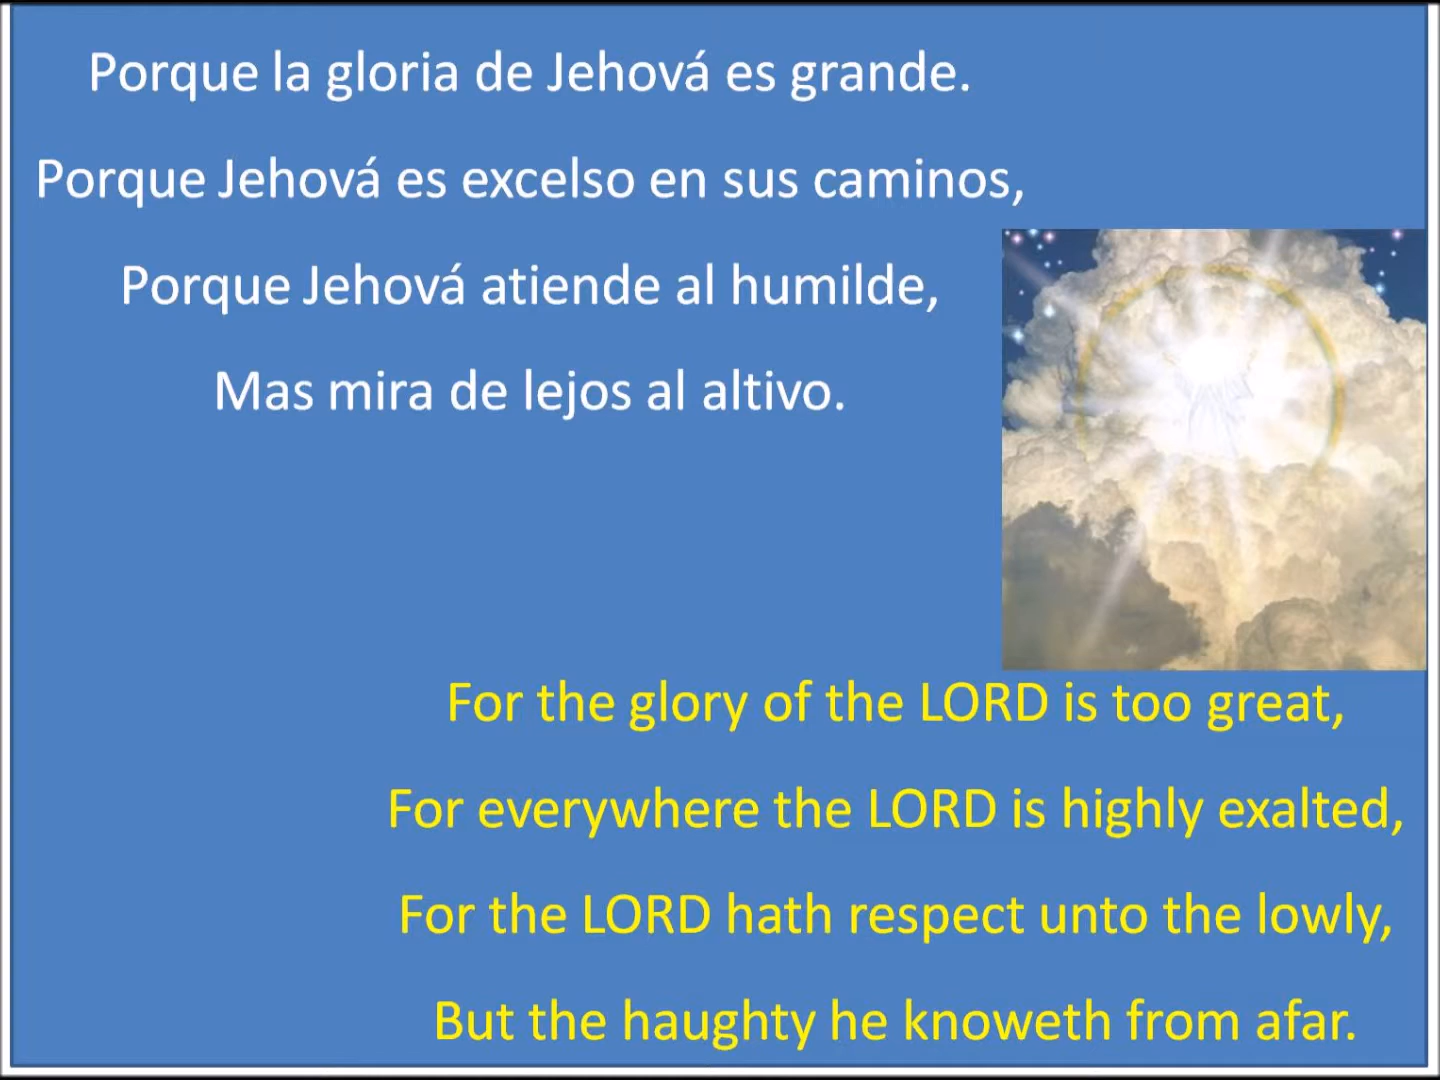 Porque la gloria de Jehová es grande.
Porque Jehová es excelso en sus caminos,
Porque Jehová atiende al humilde,
Mas mira de lejos al altivo.
For the glory of the LORD is too great,
For everywhere the LORD is highly exalted,
For the LORD hath respect unto the lowly,
But the haughty he knoweth from afar.